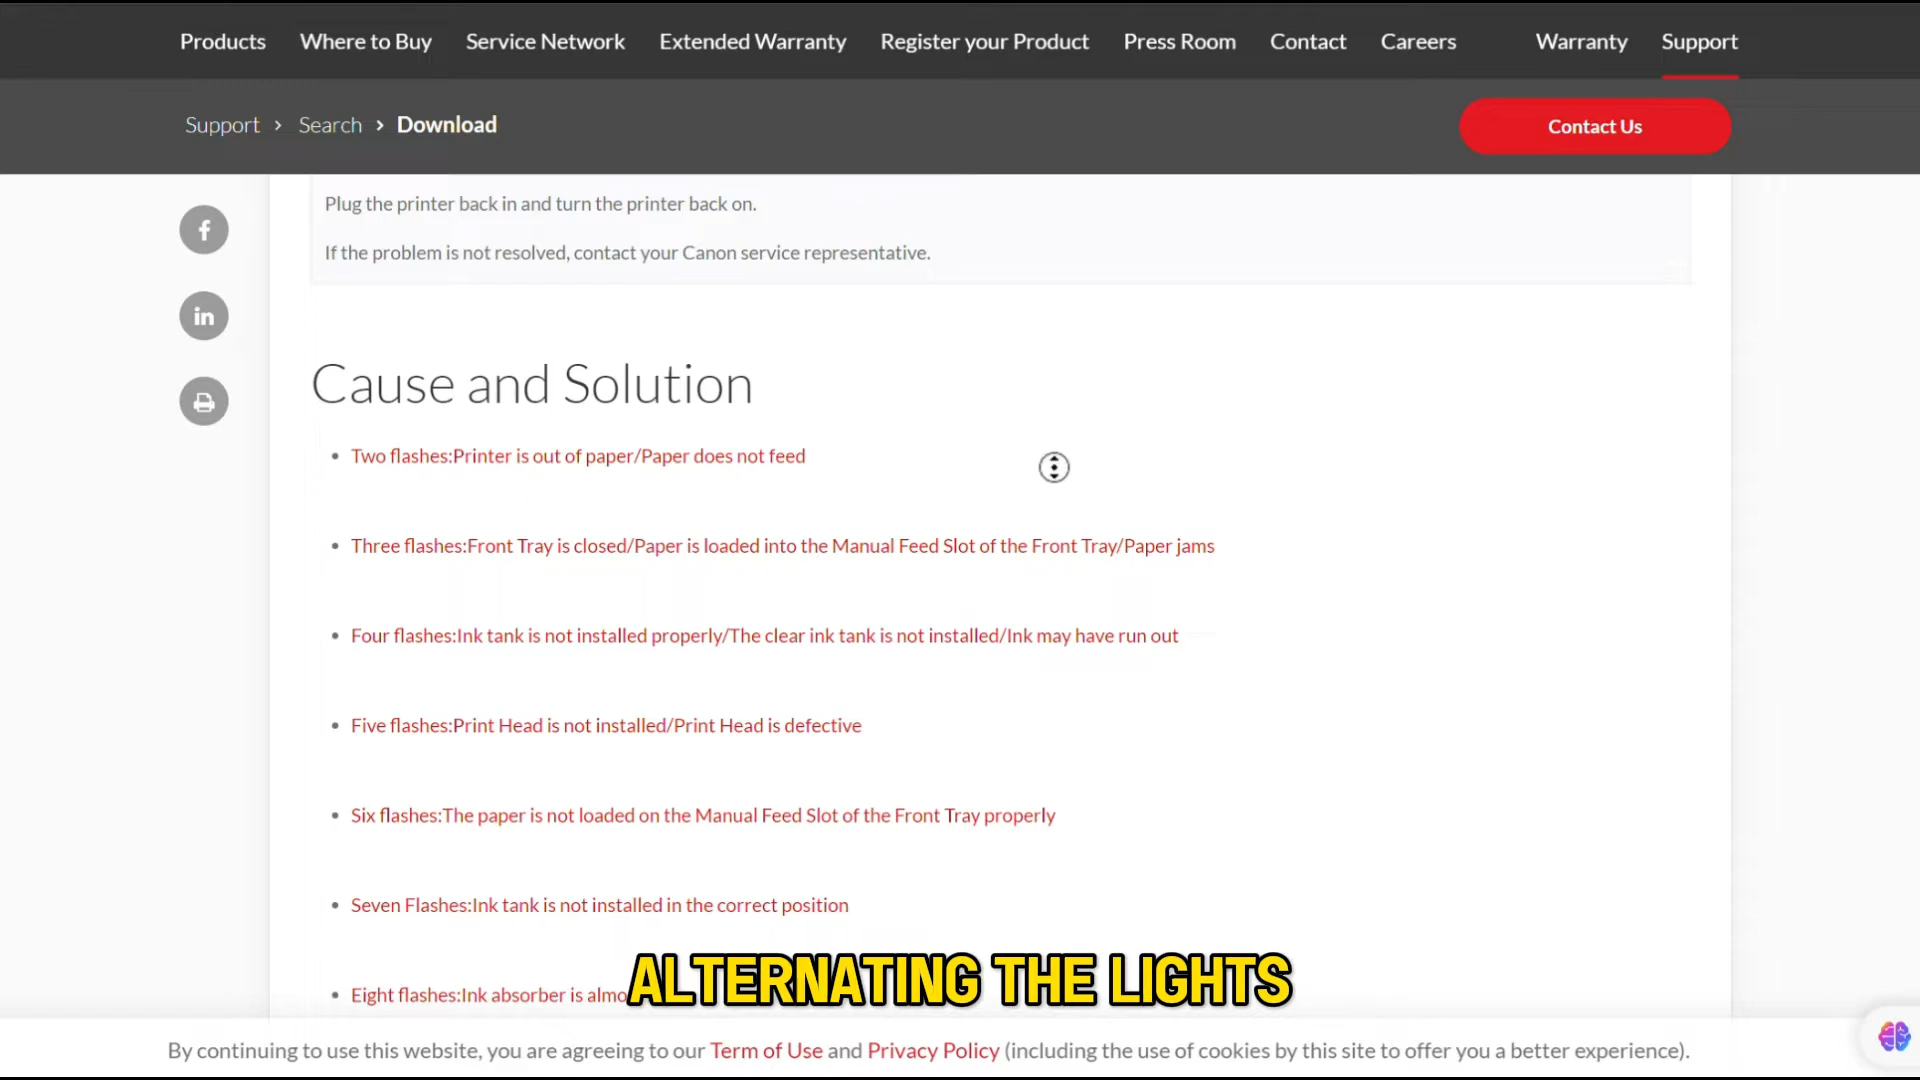 Products Where to Buy Service Network Extended Warranty Register your Product Press Room Contact Careers Warranty Support
Support > Search > Download
Contact Us
Plug the printer back in and turn the printer back on.
If the problem is not resolved, contact your Canon service representative.
Cause and Solution
• Two flashes:Printer is out of paper/Paper does not feed
• Three flashes:Front Tray is closed/Paper is loaded into the Manual Feed Slot of the Front Tray/Paper jams
• Four flashes:Ink tank is not installed properly/The clear ink tank is not installed/Ink may have run out
• Five flashes:Print Head is not installed/Print Head is defective
• Six flashes:The paper is not loaded on the Manual Feed Slot of the Front Tray properly
• Seven Flashes:Ink tank is not installed in the correct position
• Eight flashes:Ink absorber is
ALTERNATING THE LIGHTS
By continuing to use this website, you are agreeing to our Term of Use and Privacy Policy (including the use of cookies by this site to offer you a better experience).